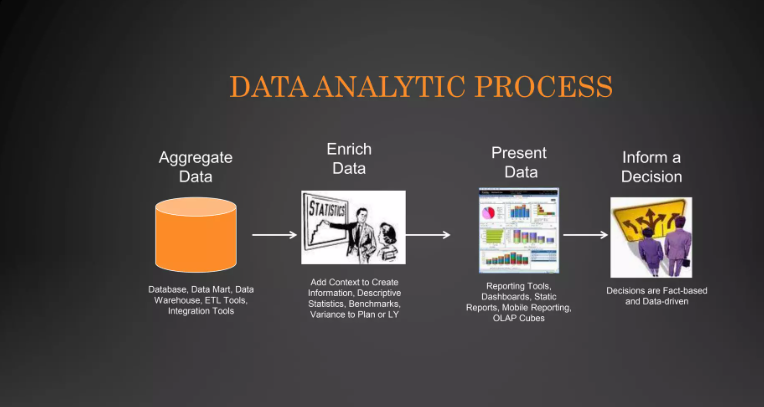 DATA ANALYTIC PROCESS
Aggregate
Data
Database, Data Mart, Data
Warehouse, ETL Tools,
Integration Tools
Enrich
Data
STATISTICS
Add Context to Create
Information, Descriptive
Statistics, Benchmarks,
Variance to Plan or LY
Present
Data
Reporting Tools,
Dashboards, Static
Reports, Mobile Reporting,
OLAP Cubes
Inform a
Decision
Decisions are Fact-based
and Data-driven